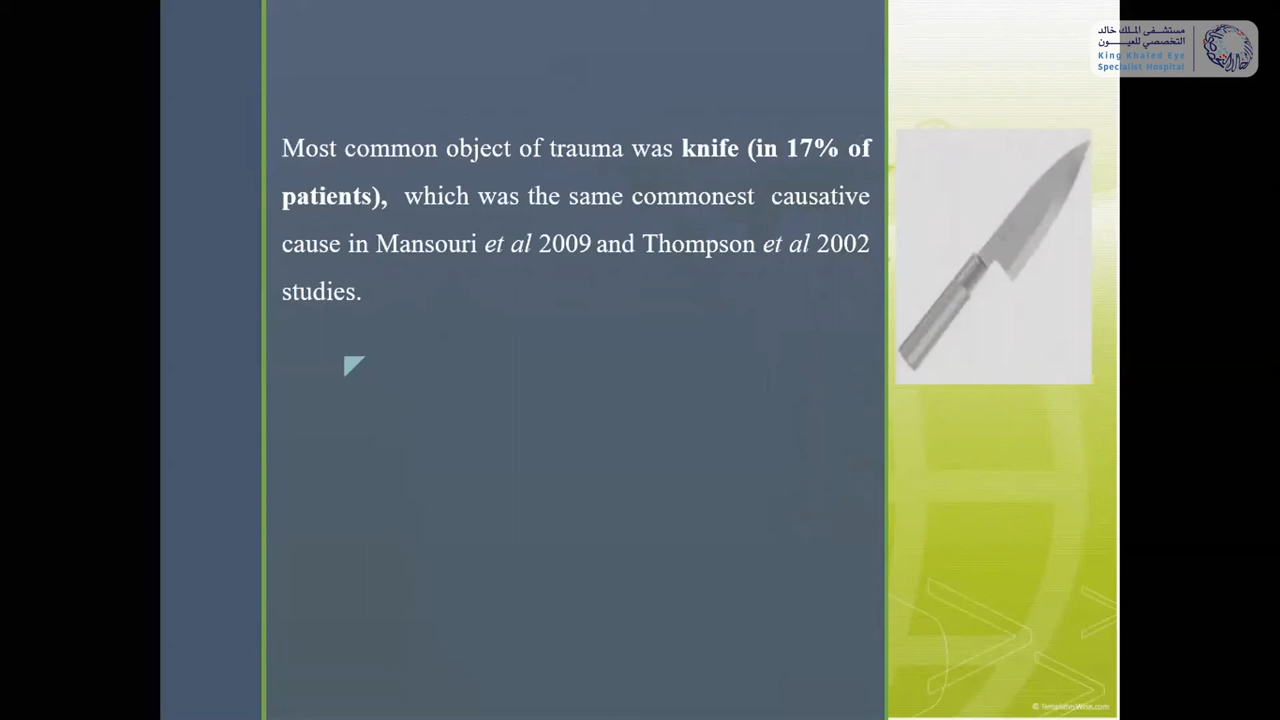 مستشفى الملك خالد
التخصصي للعيون
King Khaled Eye
Specialist Hospital
Most common object of trauma was knife (in 17% of
patients), which was the same commonest causative
cause in Mansouri et al 2009 and Thompson et al 2002
studies.
© TemplatesWise.com